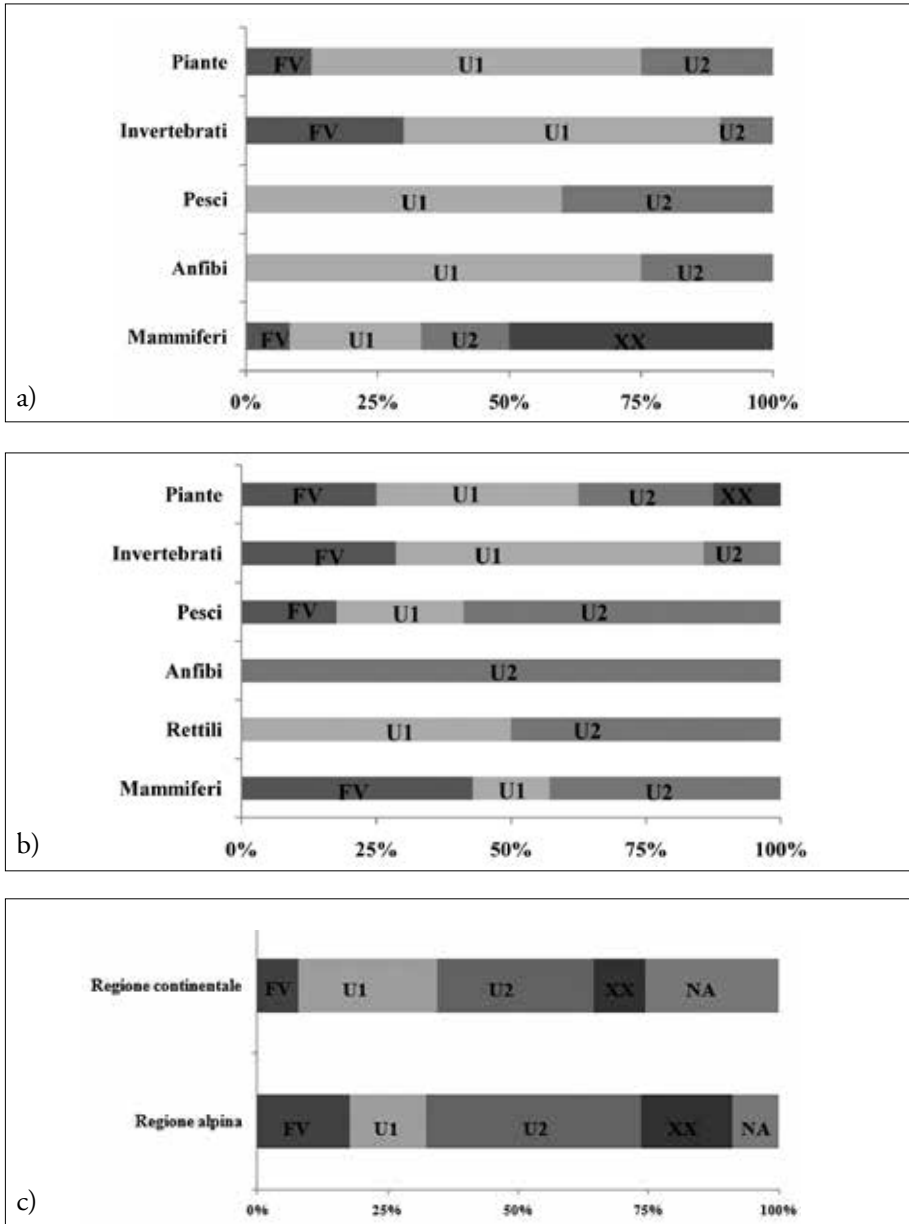 Piante FV U1 U2
Invertebrati FV U1 U2
Pesci U1 U2
Anfibi U1 U2
Mammiferi FV U1 U2 XX
0% 25% 50% 75% 100%
a)
Piante FV U1 U2 XX
Invertebrati FV U1 U2
Pesci FV U1 U2
Anfibi U2
Rettili U1 U2
Mammiferi FV U1 U2
0% 25% 50% 75% 100%
b)
Regione continentale FV U1 U2 XX NA
Regione alpina FV U1 U2 XX NA
0% 25% 50% 75% 100%
c)